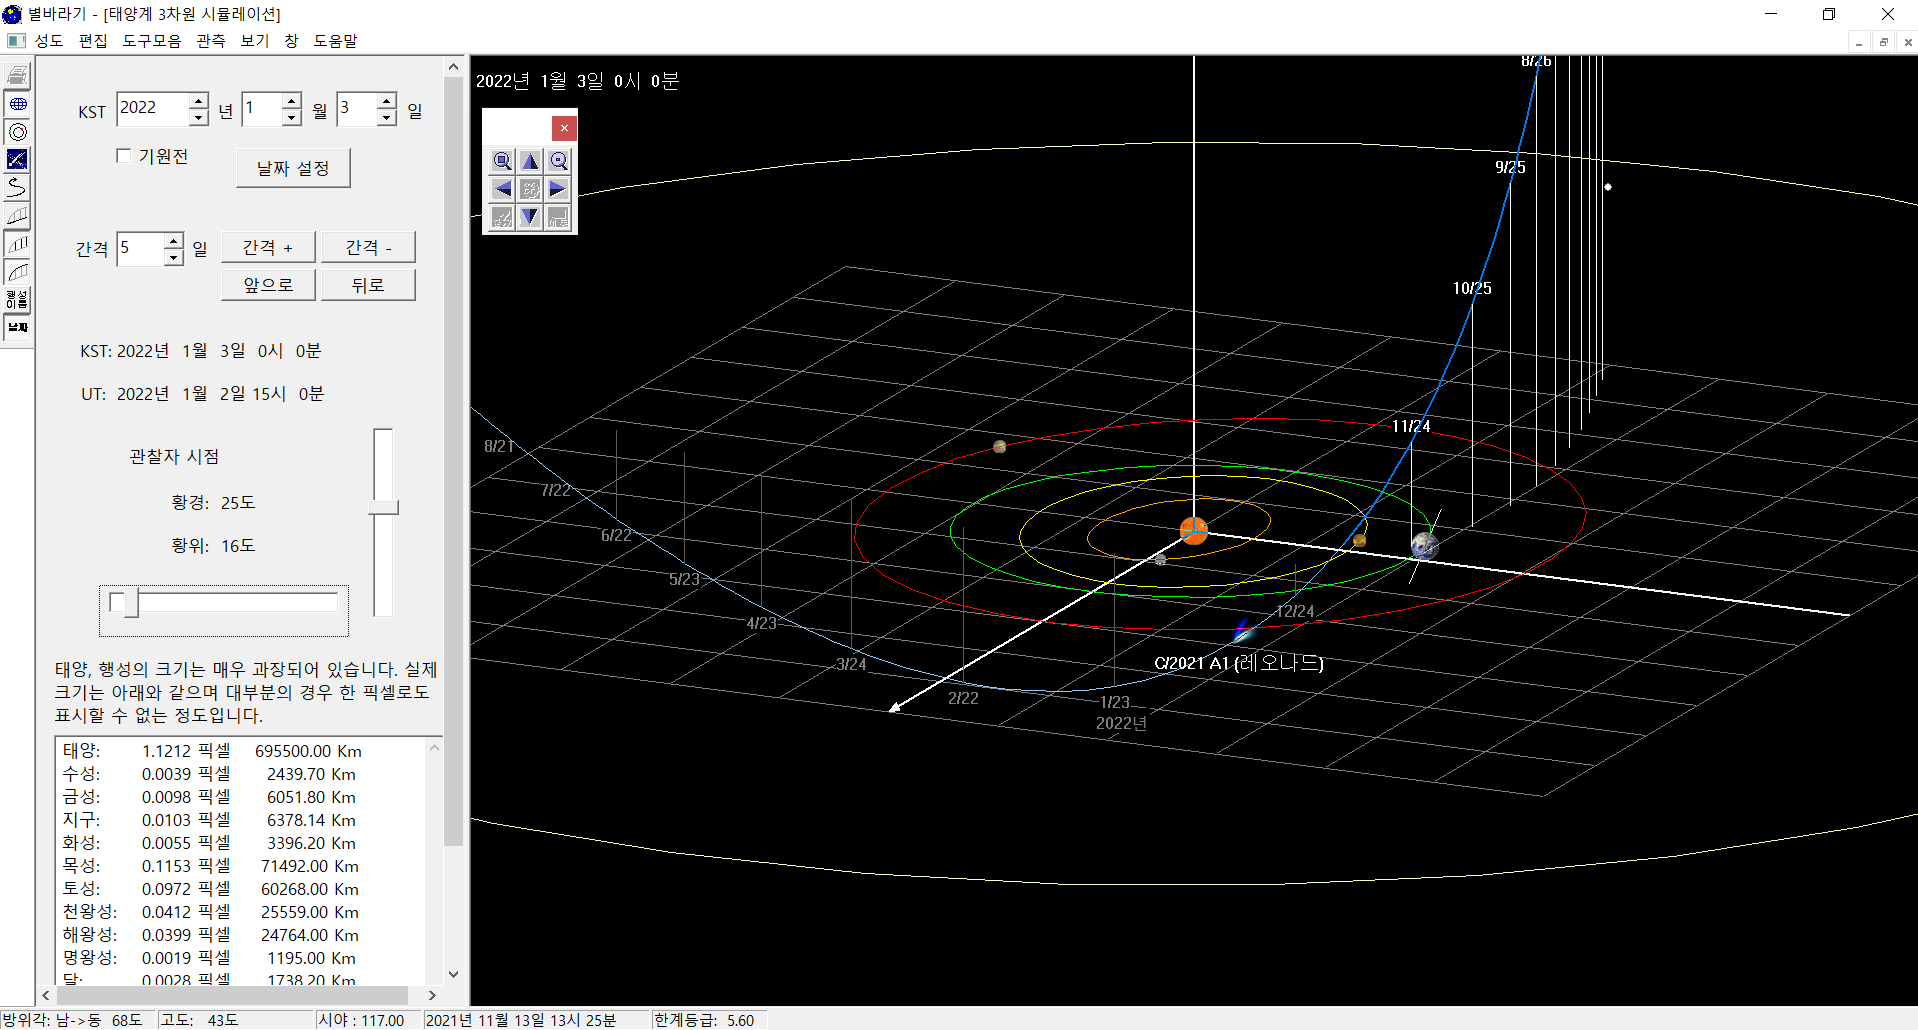 별바라기 - [태양계 3차원 시뮬레이션]
성도 편집 도구모음 관측 보기 창 도움말
KST 2022 년 1 월 3 일
기원전
날짜 설정
간격 5 일 간격 + 간격 -
앞으로 뒤로
행성
이름
날짜
KST: 2022년 1월 3일 0시 0분
UT: 2022년 1월 2일 15시 0분
관찰자 시점
황경: 25도
황위: 16도
태양, 행성의 크기는 매우 과장되어 있습니다. 실제
크기는 아래와 같으며 대부분의 경우 한 픽셀로도
표시할 수 없는 정도입니다.
태양: 1.1212 픽셀 695500.00 Km
수성: 0.0039 픽셀 2439.70 Km
금성: 0.0098 픽셀 6051.80 Km
지구: 0.0103 픽셀 6378.14 Km
화성: 0.0055 픽셀 3396.20 Km
목성: 0.1153 픽셀 71492.00 Km
토성: 0.0972 픽셀 60268.00 Km
천왕성: 0.0412 픽셀 25559.00 Km
해왕성: 0.0399 픽셀 24764.00 Km
명왕성: 0.0019 픽셀 1195.00 Km
달: 0.0028 픽셀 1738.20 Km
2022년 1월 3일 0시 0분
8/26
9/25
10/25
11/24
12/24
C/2021 A1 (레오나드)
1/23
2022년
2/22
3/24
4/23
5/23
6/22
7/22
8/21
방위각: 남->동 68도 고도: 43도 시야 : 117.00 2021년 11월 13일 13시 25분 한계등급: 5.60